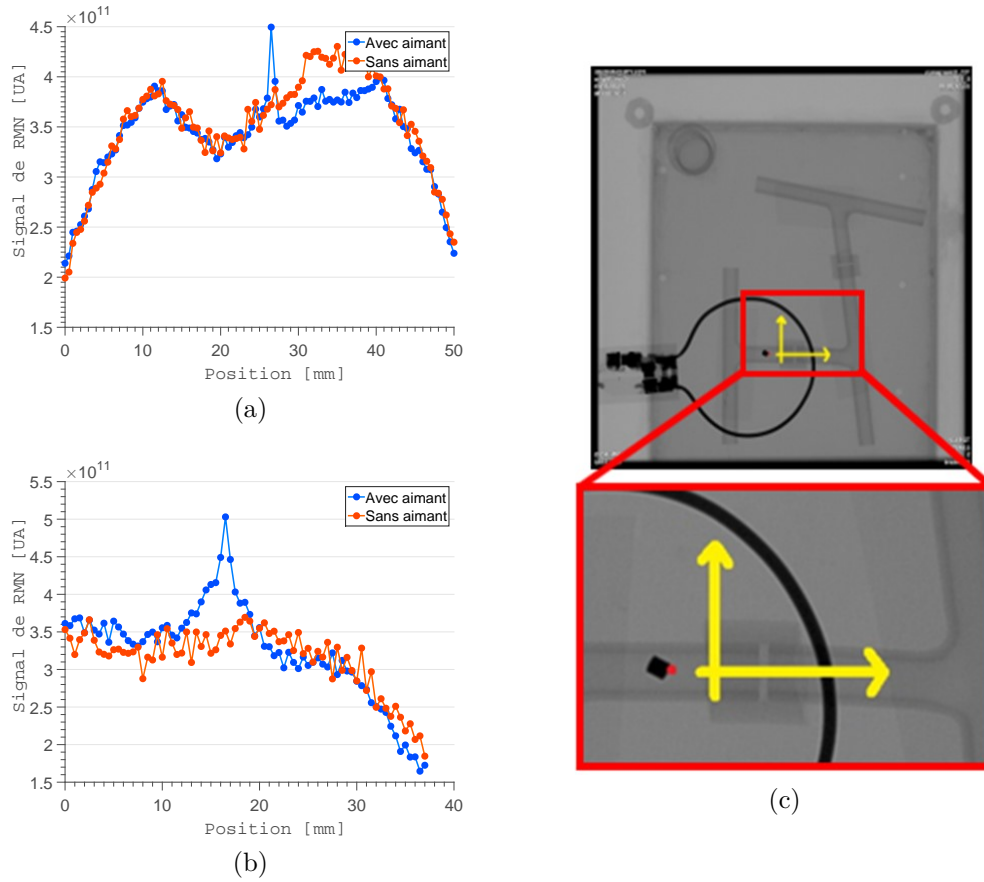 ×10^11
4.5
4
3.5
3
2.5
2
1.5
Signal de RMN [UA]
Avec aimant
Sans aimant
0 10 20 30 40 50
Position [mm]
(a)
×10^11
5.5
5
4.5
4
3.5
3
2.5
2
1.5
Signal de RMN [UA]
Avec aimant
Sans aimant
0 10 20 30 40
Position [mm]
(b)
(c)